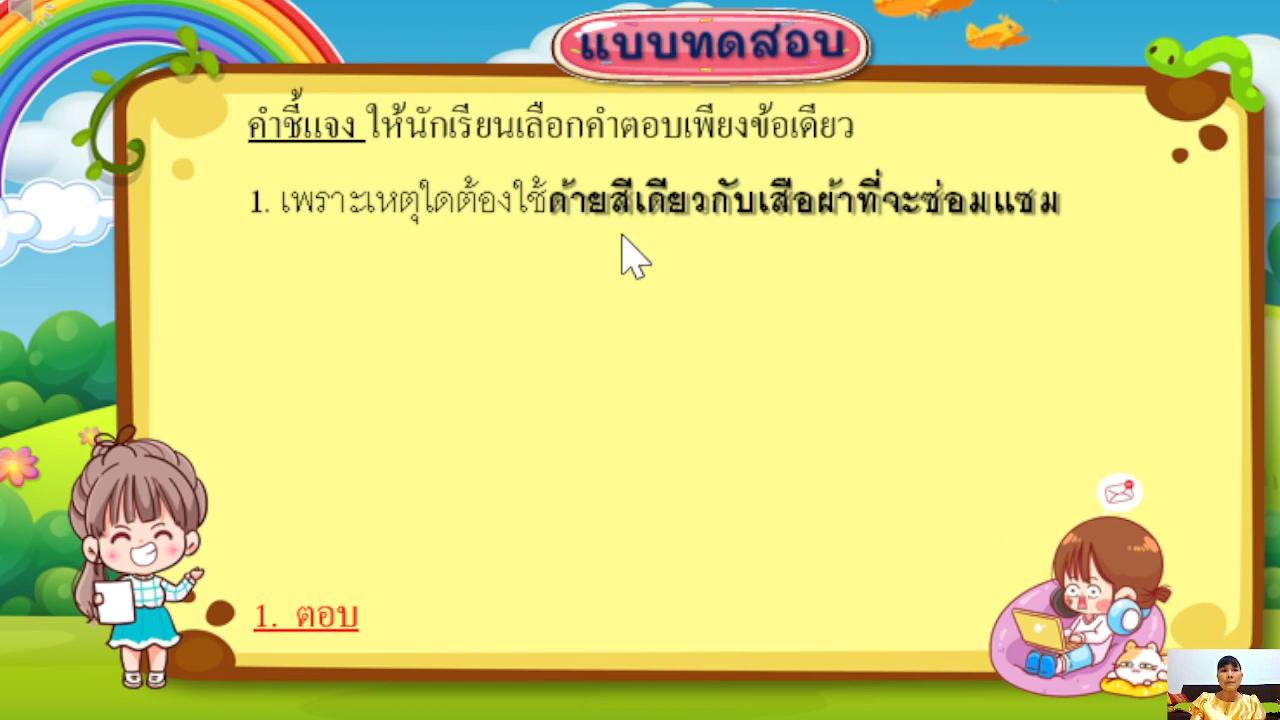 แบบทดสอบ
คำชี้แจง ให้นักเรียนเลือกคำตอบเพียงข้อเดียว
1. เพราะเหตุใดต้องใช้ด้ายสีเดียวกับเสื้อผ้าที่จะซ่อมแซม
1. ตอบ